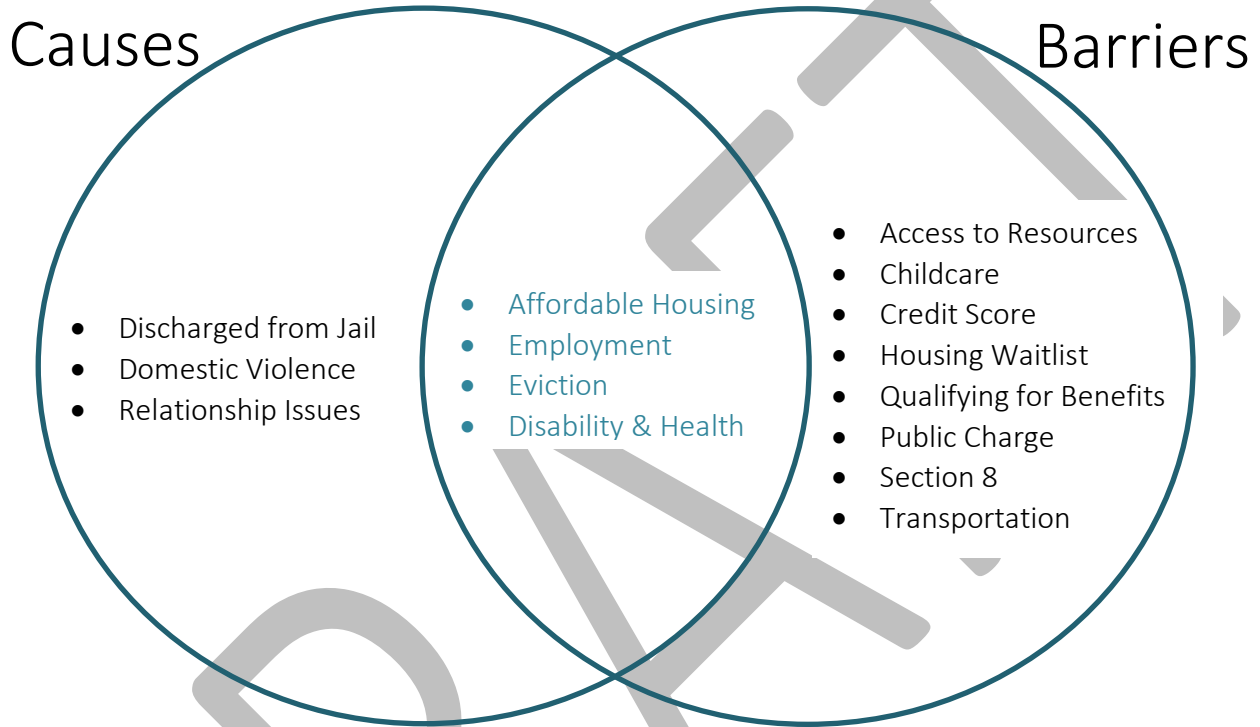 Causes
Barriers
• Discharged from Jail
• Domestic Violence
• Relationship Issues
• Affordable Housing
• Employment
• Eviction
• Disability & Health
• Access to Resources
• Childcare
• Credit Score
• Housing Waitlist
• Qualifying for Benefits
• Public Charge
• Section 8
• Transportation